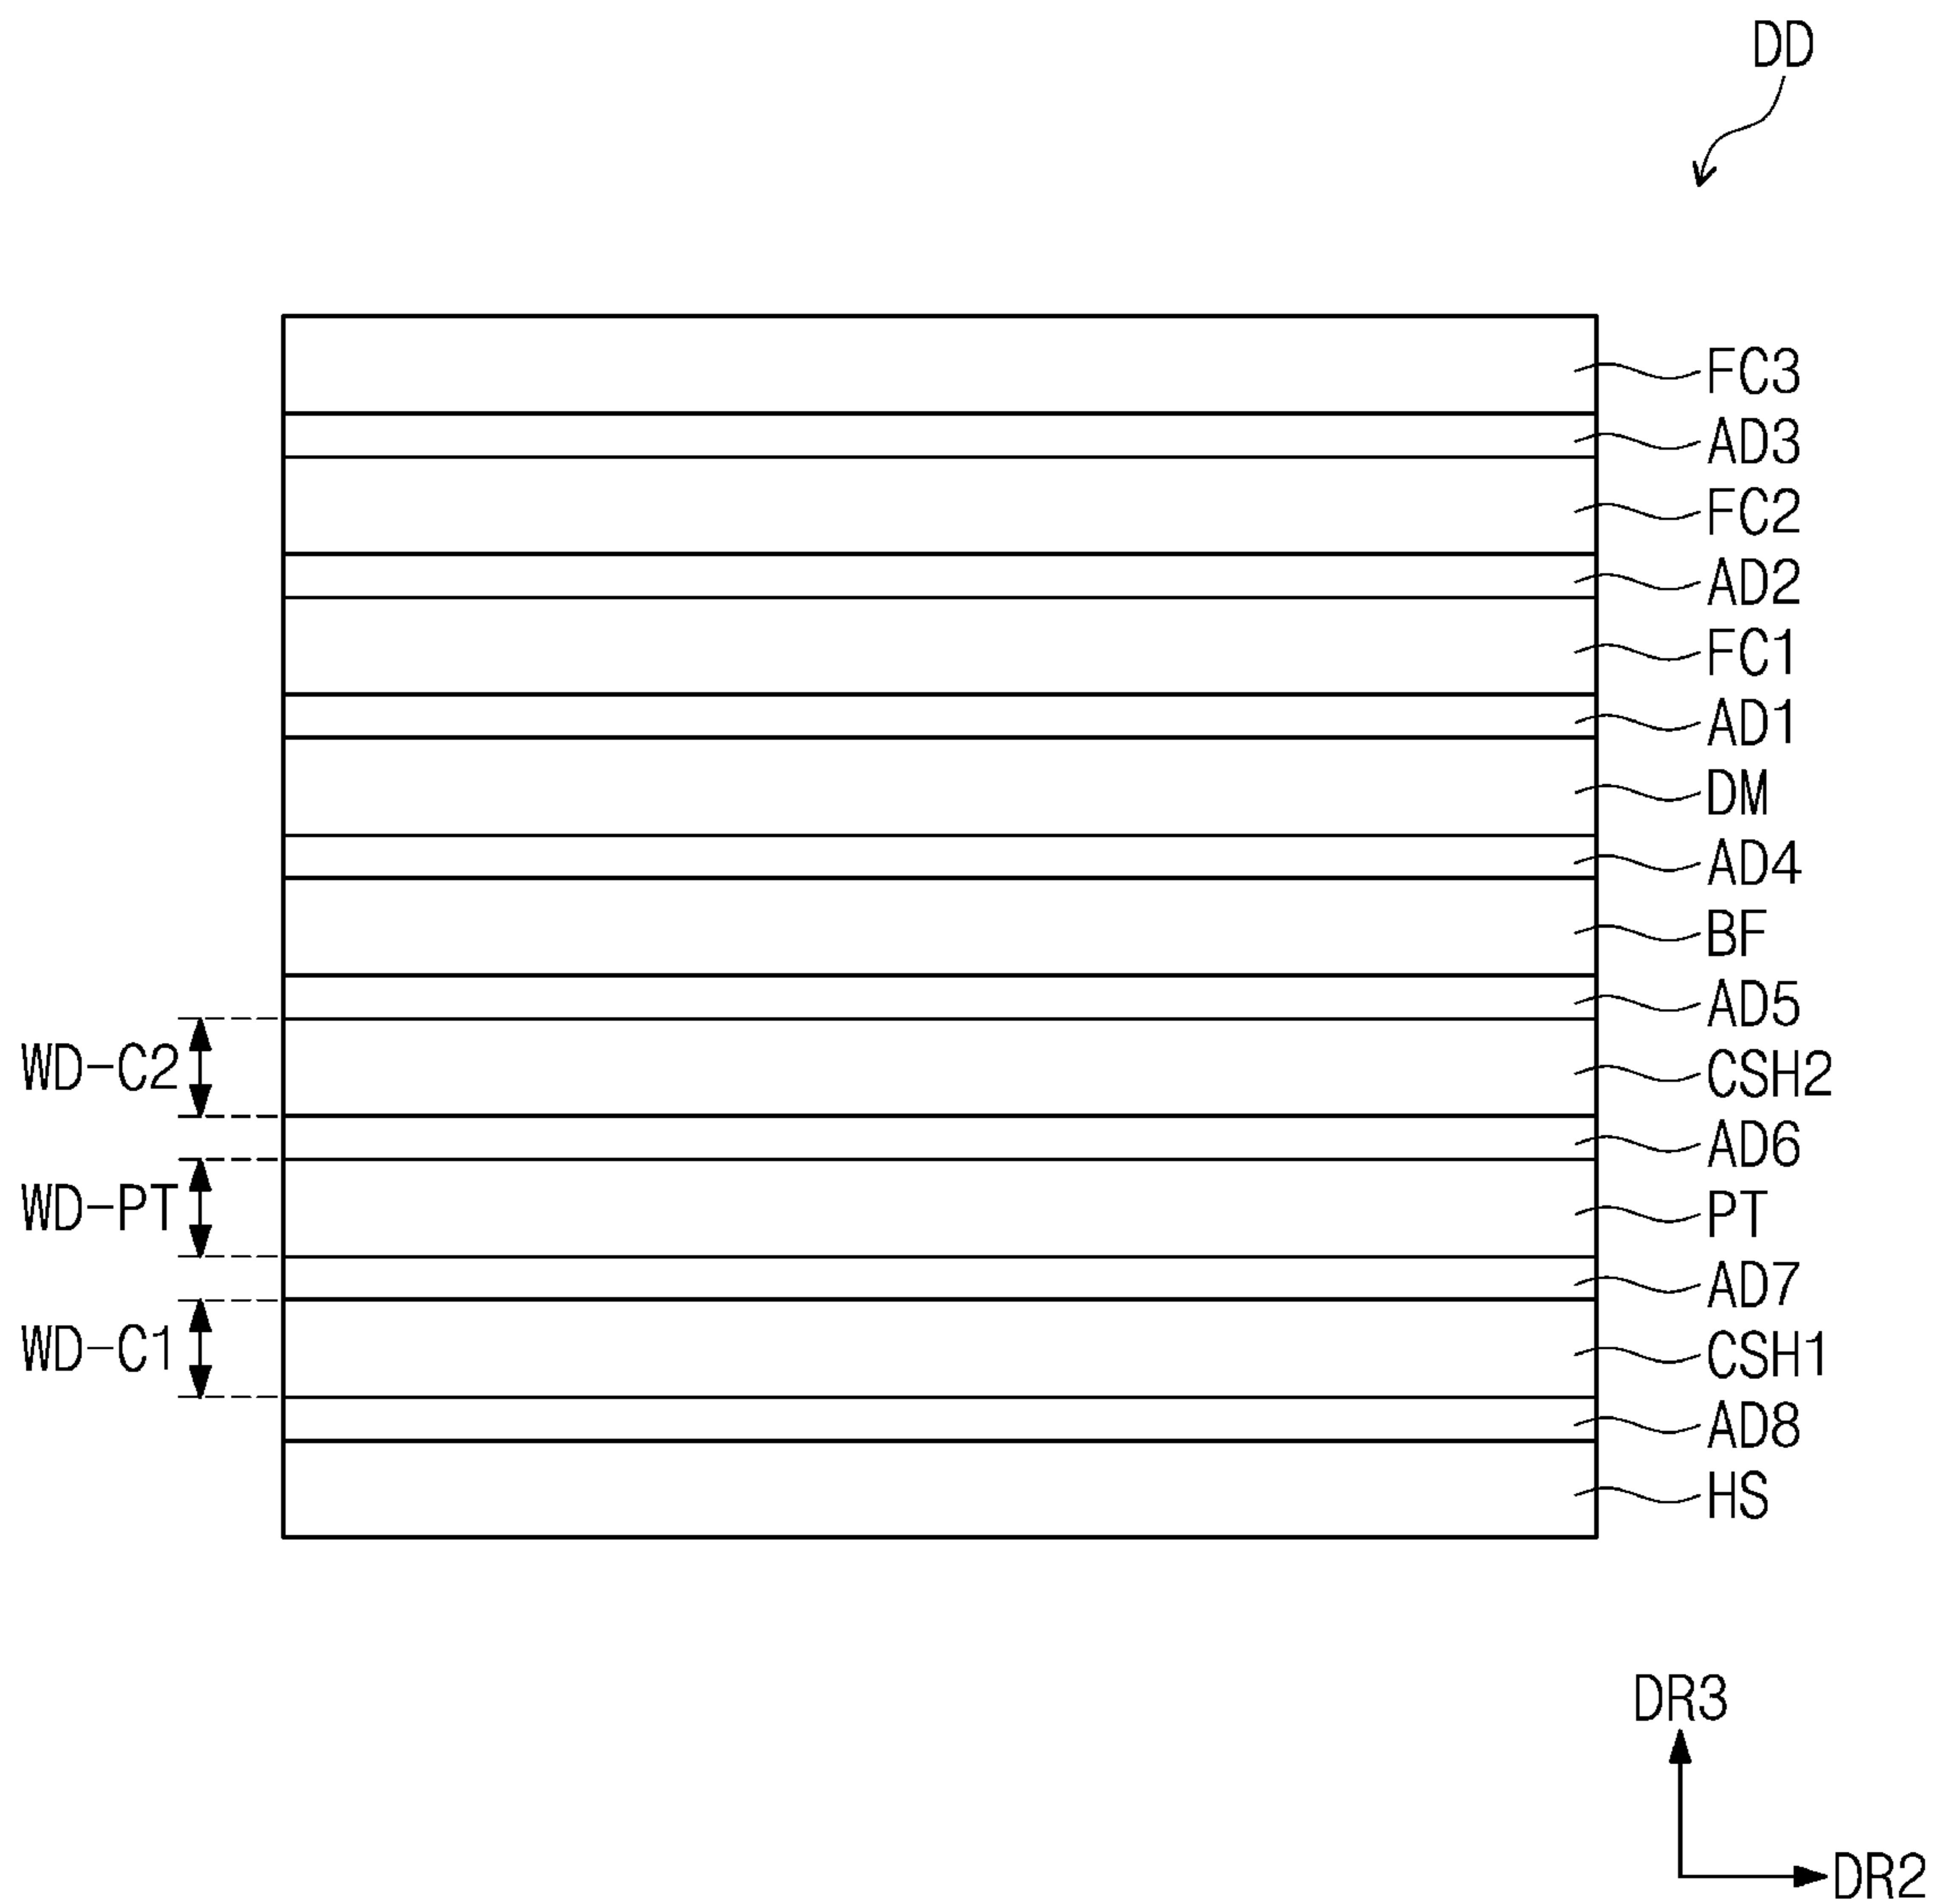 DD
FC3
AD3
FC2
AD2
FC1
AD1
DM
AD4
BF
AD5
WD-C2
CSH2
AD6
WD-PT
PT
AD7
WD-C1
CSH1
AD8
HS
DR3
DR2